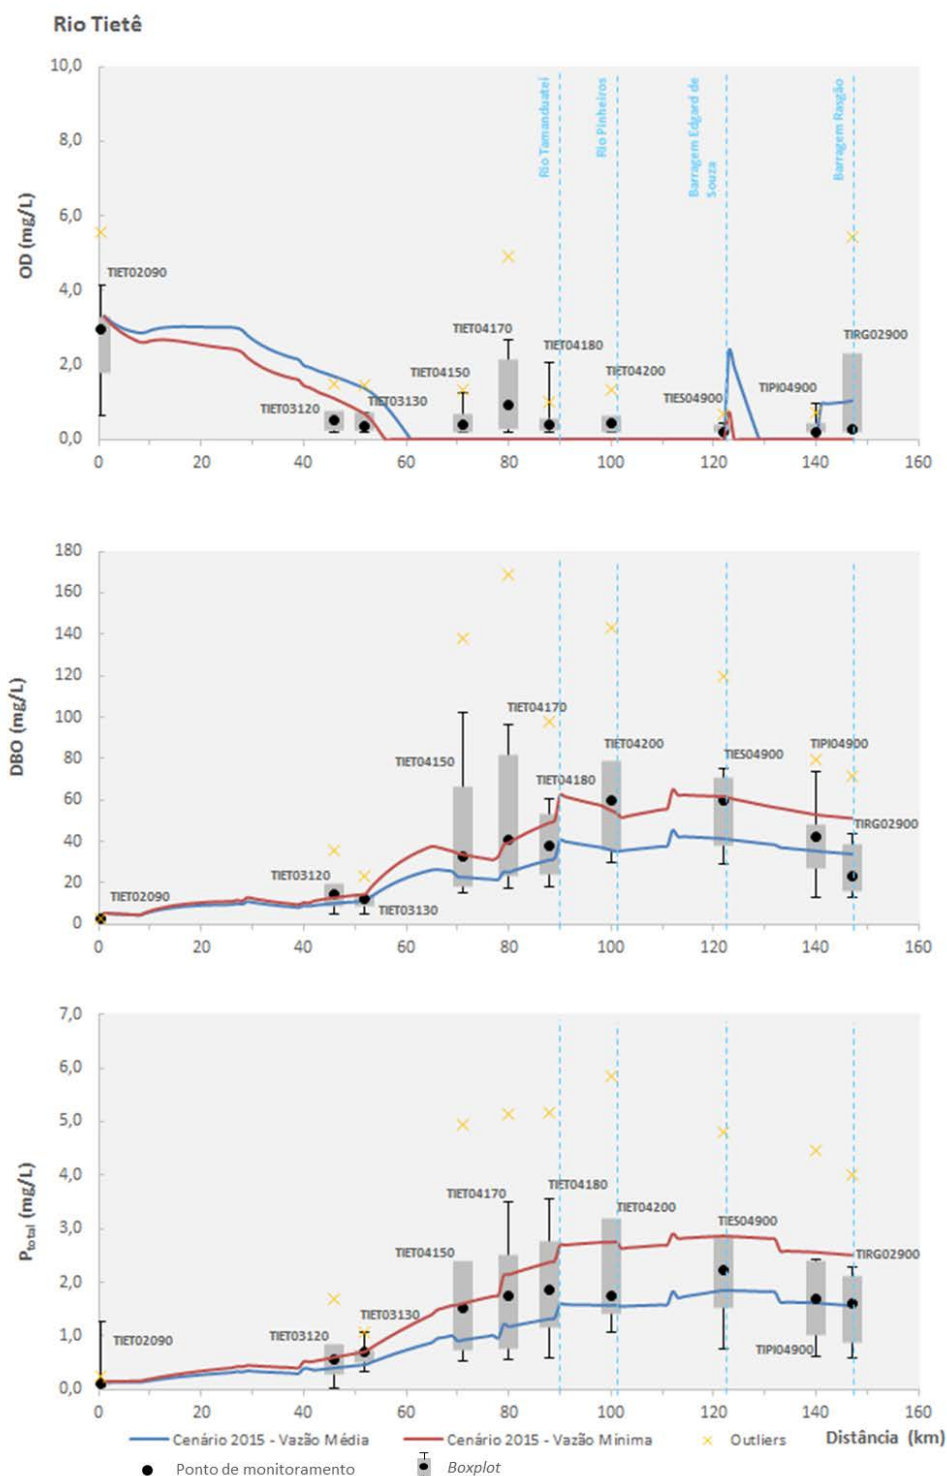 Rio Tietê
10,0
8,0
6,0
4,0
2,0
0,0
OD (mg/L)
0 20 40 60 80 100 120 140 160
Rio Tamanduateí
Rio Pinheiros
Barragem Edgard de
Souza
Barragem Rasgão
TIET02090
TIET03120
TIET03130
TIET04150
TIET04170
TIET04180
TIET04200
TIES04900
TIPI04900
TIRG02900
180
160
140
120
100
80
60
40
20
0
DBO (mg/L)
0 20 40 60 80 100 120 140 160
TIET02090
TIET03120
TIET03130
TIET04150
TIET04170
TIET04180
TIET04200
TIES04900
TIPI04900
TIRG02900
7,0
6,0
5,0
4,0
3,0
2,0
1,0
0,0
Ptotal (mg/L)
0 20 40 60 80 100 120 140 160
TIET02090
TIET03120
TIET03130
TIET04150
TIET04170
TIET04180
TIET04200
TIES04900
TIPI04900
TIRG02900
Cenário 2015 - Vazão Média Cenário 2015 - Vazão Mínima Outliers Distância (km)
Ponto de monitoramento Boxplot